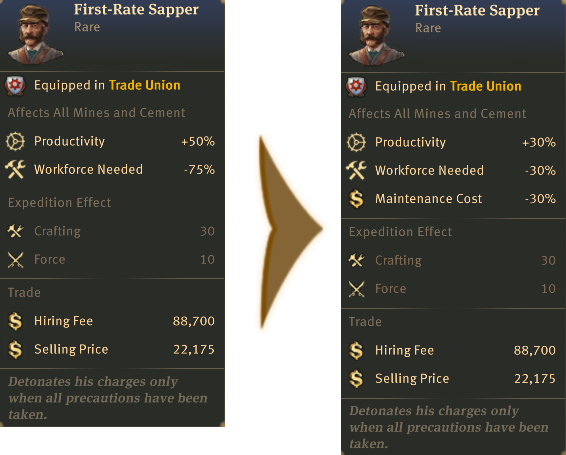 First-Rate Sapper
Rare
Equipped in Trade Union
Affects All Mines and Cement
Productivity +50%
Workforce Needed -75%
Expedition Effect
Crafting 30
Force 10
Trade
Hiring Fee 88,700
Selling Price 22,175
Detonates his charges only
when all precautions have been
taken.
First-Rate Sapper
Rare
Equipped in Trade Union
Affects All Mines and Cement
Productivity +30%
Workforce Needed -30%
Maintenance Cost -30%
Expedition Effect
Crafting 30
Force 10
Trade
Hiring Fee 88,700
Selling Price 22,175
Detonates his charges only
when all precautions have been
taken.